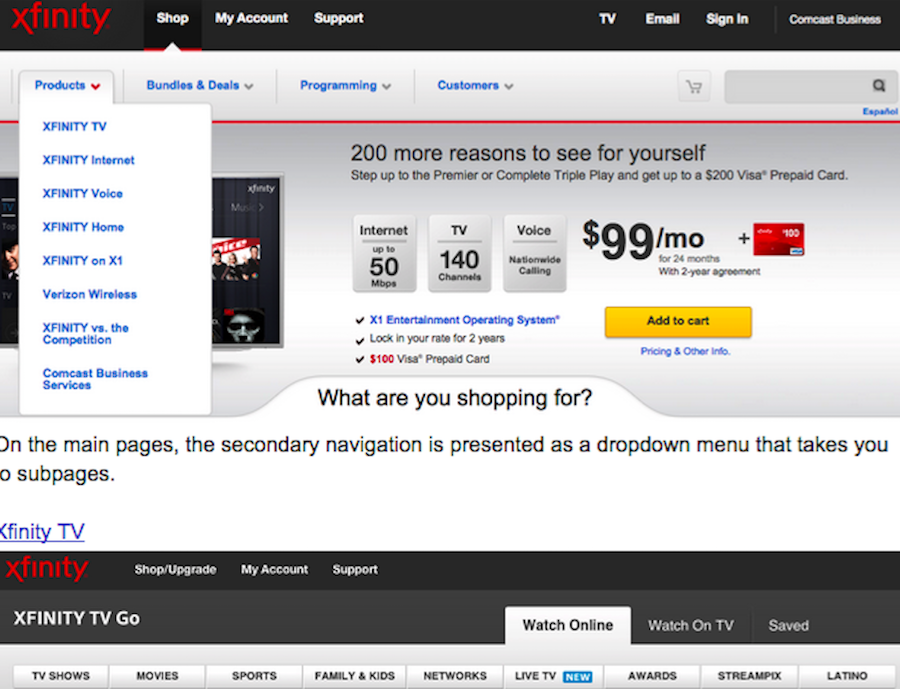 xfinity
Shop My Account Support TV Email Sign In Comcast Business
Products Bundles & Deals Programming Customers
Español
XFINITY TV
XFINITY Internet
XFINITY Voice
XFINITY Home
XFINITY on X1
Verizon Wireless
XFINITY vs. the
Competition
Comcast Business
Services
xfinity
Music >
TV
Top
TV
200 more reasons to see for yourself
Step up to the Premier or Complete Triple Play and get up to a $200 Visa® Prepaid Card.
Internet
up to
50
Mbps
TV
140
Channels
Voice
Nationwide
Calling
$99/mo
for 24 months
With 2-year agreement
+
xfinity $100
VISA
X1 Entertainment Operating System®
Lock in your rate for 2 years
$100 Visa® Prepaid Card
Add to cart
Pricing & Other Info.
What are you shopping for?
On the main pages, the secondary navigation is presented as a dropdown menu that takes you
to subpages.
Xfinity TV
xfinity Shop/Upgrade My Account Support
XFINITY TV Go Watch Online Watch On TV Saved
TV SHOWS MOVIES SPORTS FAMILY & KIDS NETWORKS LIVE TV NEW AWARDS STREAMPIX LATINO